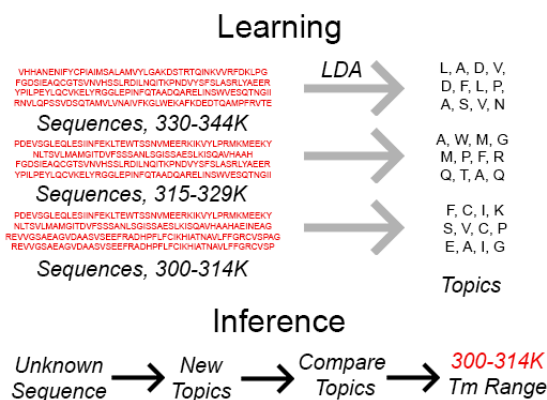 Learning
VHHANENIFYCPIAIMSALAMVYLGAKDSTRTQINKVVRFDKLPG
FGDSIEAQCGTSVNVHSSLRDILNQITKPNDVYSFSLASRLYAEER
YPILPEYLQCVKELYRGGLEPINFQTAADQARELINSWVESQTNGII
RNVLQPSSVDSQTAMVLVNAIVFKGLWEKAFKDEDTQAMPFRVTE
Sequences, 330-344K
LDA
L, A, D, V,
D, F, L, P,
A, S, V, N
PDEVSGLEQLESIINFEKLTEWTSSNVMEERKIKVYLPRMKMEEKY
NLTSVLMAMGITDVFSSSANLSGISSAESLKISQAVHAAH
FGDSIEAQCGTSVNVHSSLRDILNQITKPNDVYSFSLASRLYAEER
YPILPEYLQCVKELYRGGLEPINFQTAADQARELINSWVESQTNGII
Sequences, 315-329K
A, W, M, G
M, P, F, R
Q, T, A, Q
PDEVSGLEQLESIINFEKLTEWTSSNVMEERKIKVYLPRMKMEEKY
NLTSVLMAMGITDVFSSSANLSGISSAESLKISQAVHAAHAEINEAG
REVVGSAEAGVDAASVSEEFRADHPFLFCIKHIATNAVLFFGRCVSPAG
REVVGSAEAGVDAASVSEEFRADHPFLFCIKHIATNAVLFFGRCVSP
Sequences, 300-314K
F, C, I, K
S, V, C, P
E, A, I, G
Topics
Inference
Unknown
Sequence
New
Topics
Compare
Topics
300-314K
Tm Range